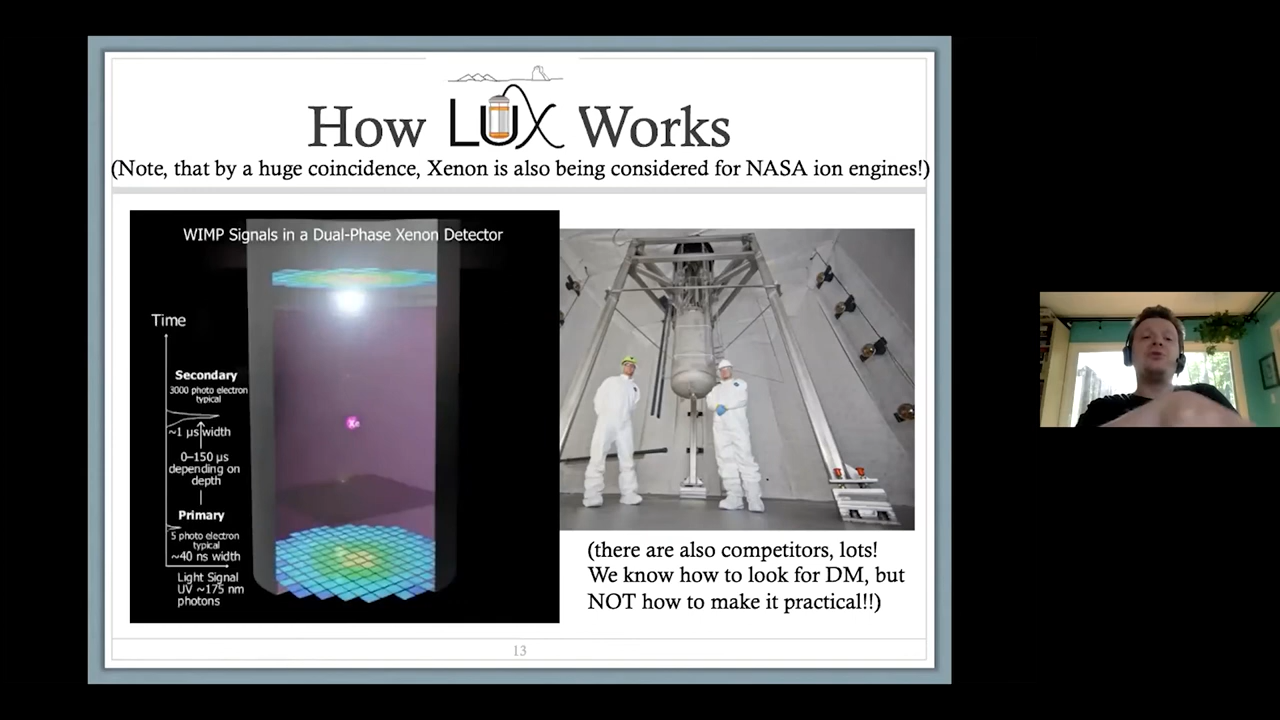 How LUX Works
(Note, that by a huge coincidence, Xenon is also being considered for NASA ion engines!)
WIMP Signals in a Dual-Phase Xenon Detector
Time
Secondary
3000 photo electron
typical
~1 µs width
0–150 µs
depending on
depth
Primary
5 photo electron
typical
~40 ns width
Light Signal
UV ~175 nm
photons
Xe
(there are also competitors, lots!
We know how to look for DM, but
NOT how to make it practical!!)
13